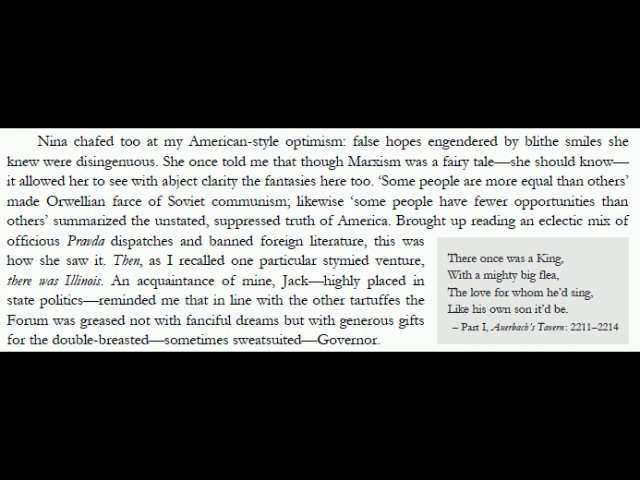 Nina chafed too at my American-style optimism: false hopes engendered by blithe smiles she
knew were disingenuous. She once told me that though Marxism was a fairy tale—she should know—
it allowed her to see with abject clarity the fantasies here too. 'Some people are more equal than others'
made Orwellian farce of Soviet communism; likewise 'some people have fewer opportunities than
others' summarized the unstated, suppressed truth of America. Brought up reading an eclectic mix of
officious Pravda dispatches and banned foreign literature, this was
how she saw it. Then, as I recalled one particular stymied venture,
there was Illinois. An acquaintance of mine, Jack—highly placed in
state politics—reminded me that in line with the other tartuffes the
Forum was greased not with fanciful dreams but with generous gifts
for the double-breasted—sometimes sweatsuited—Governor.
There once was a King,
With a mighty big flea,
The love for whom he'd sing,
Like his own son it'd be.
– Part I, Auerbach's Tavern: 2211–2214